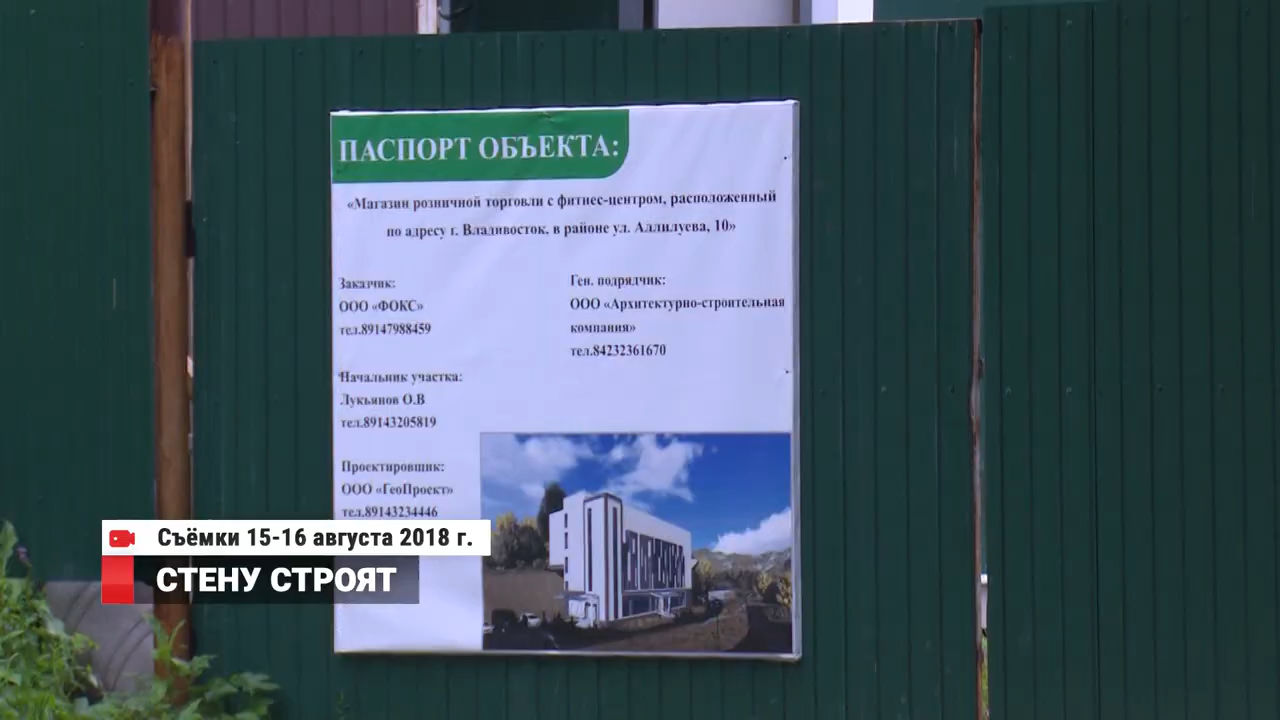 ПАСПОРТ ОБЪЕКТА:
«Магазин розничной торговли с фитнес-центром, расположенный
по адресу г. Владивосток, в районе ул. Аллилуева, 10»
Заказчик:
ООО «ФОКС»
тел.89147988459
Ген. подрядчик:
ООО «Архитектурно-строительная
компания»
тел.84232361670
Начальник участка:
Лукьянов О.В
тел.89143205819
Проектировщик:
ООО «ГеоПроект»
тел.89143234446
Съёмки 15-16 августа 2018 г.
СТЕНУ СТРОЯТ